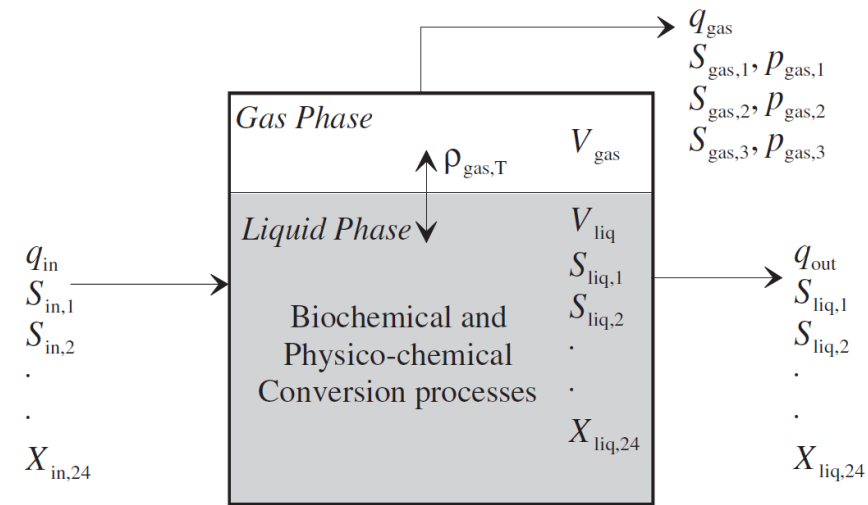 q_gas
S_gas,1, p_gas,1
S_gas,2, p_gas,2
S_gas,3, p_gas,3
Gas Phase
V_gas
ρ_gas,T
Liquid Phase
V_liq
S_liq,1
S_liq,2
.
.
X_liq,24
Biochemical and
Physico-chemical
Conversion processes
q_in
S_in,1
S_in,2
.
.
X_in,24
q_out
S_liq,1
S_liq,2
.
.
X_liq,24